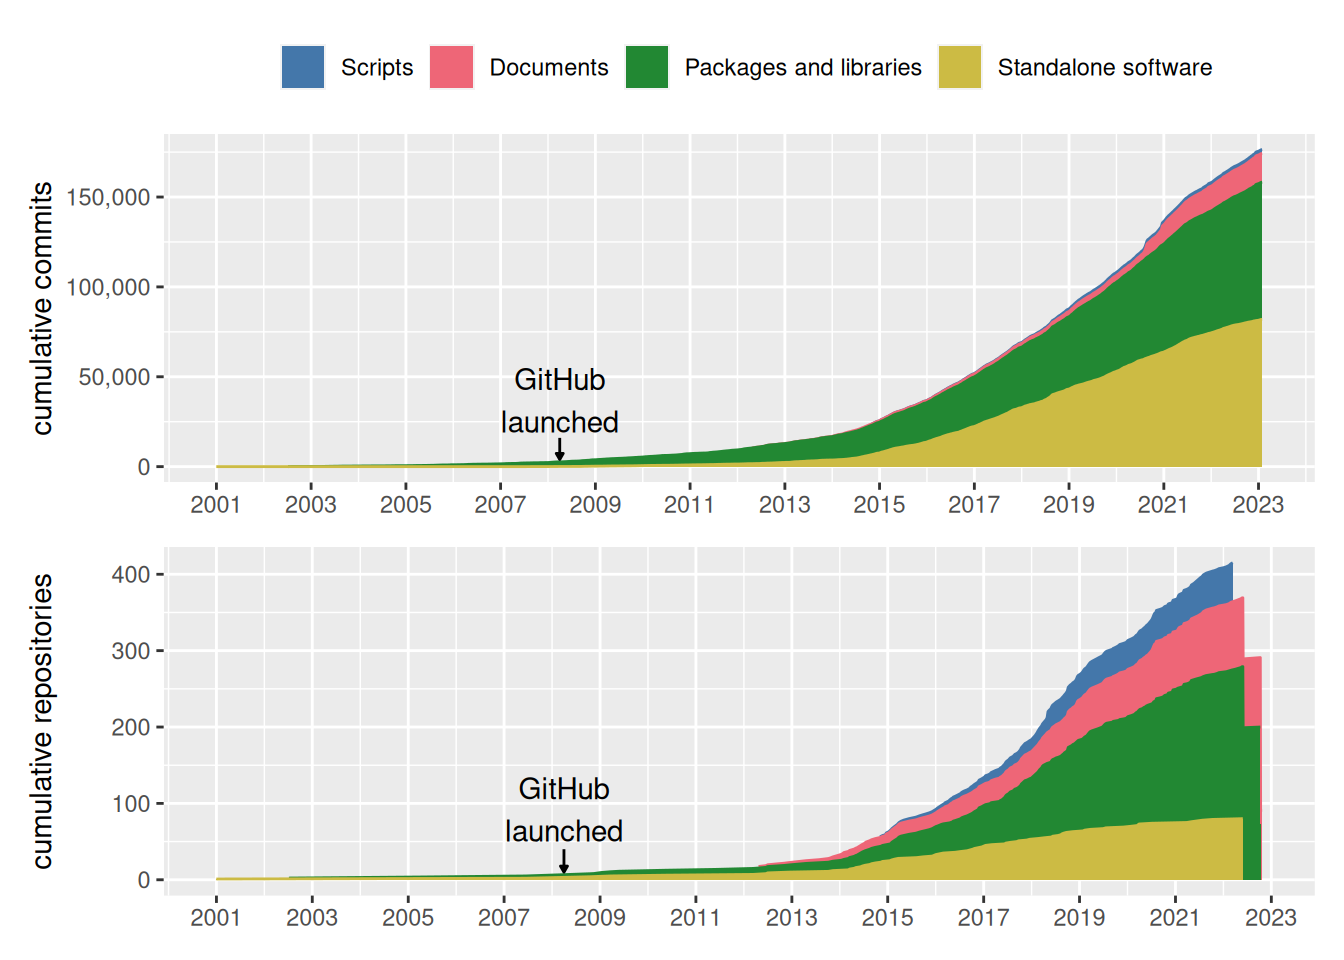 Scripts Documents Packages and libraries Standalone software
cumulative commits
150,000
100,000
50,000
0
GitHub
launched
2001 2003 2005 2007 2009 2011 2013 2015 2017 2019 2021 2023
cumulative repositories
400
300
200
100
0
GitHub
launched
2001 2003 2005 2007 2009 2011 2013 2015 2017 2019 2021 2023